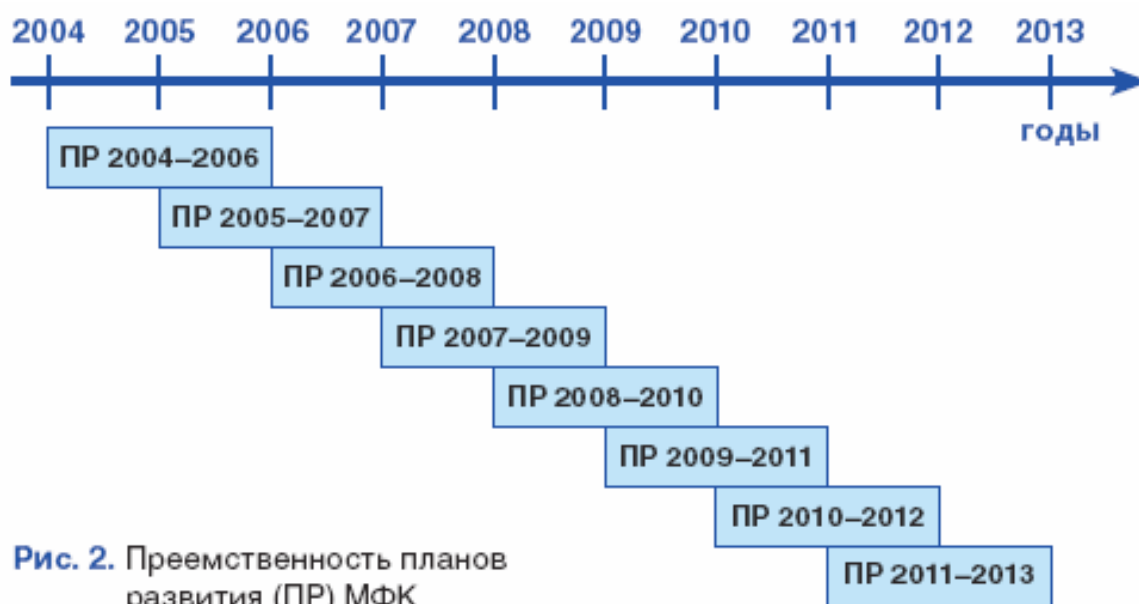 2004 2005 2006 2007 2008 2009 2010 2011 2012 2013
годы
ПР 2004–2006
ПР 2005–2007
ПР 2006–2008
ПР 2007–2009
ПР 2008–2010
ПР 2009–2011
ПР 2010–2012
ПР 2011–2013
Рис. 2. Преемственность планов
развития (ПР) МФК